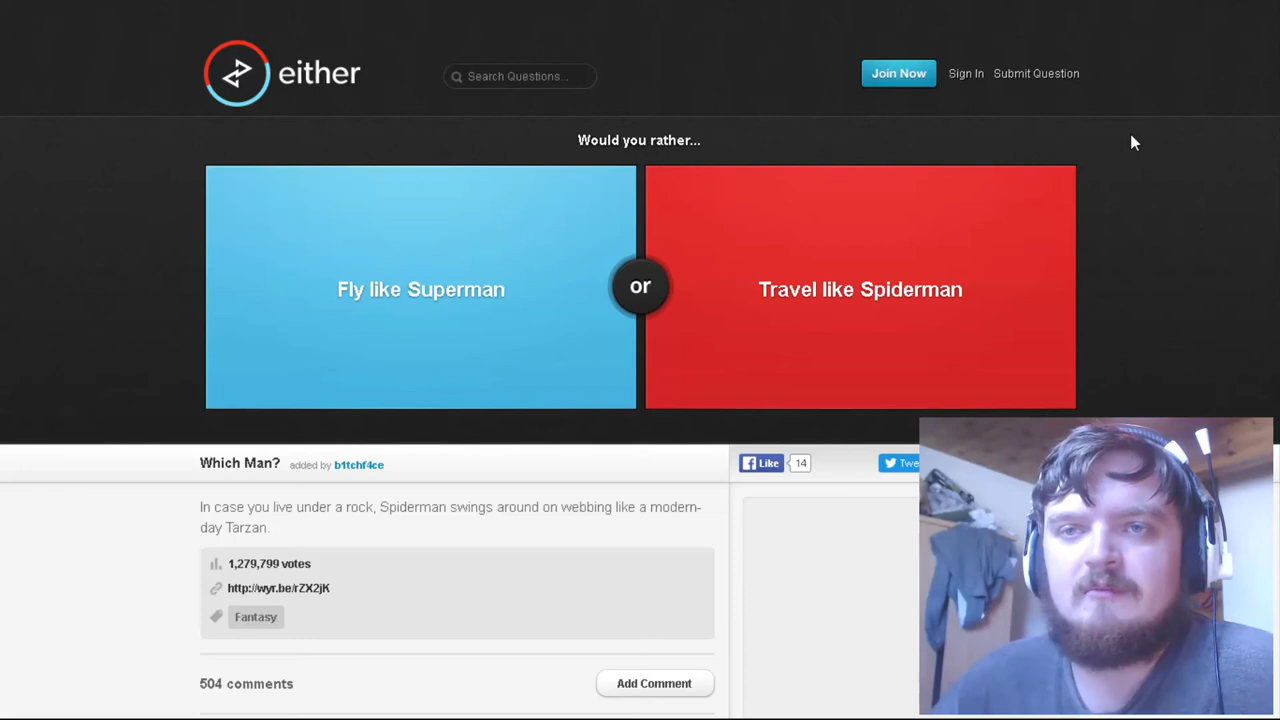 either
Search Questions...
Join Now
Sign In
Submit Question
Would you rather...
Fly like Superman
or
Travel like Spiderman
Which Man?
added by b1tchf4ce
Like
14
Twe
In case you live under a rock, Spiderman swings around on webbing like a modern-
day Tarzan.
1,279,799 votes
http://wyr.be/rZX2jK
Fantasy
504 comments
Add Comment